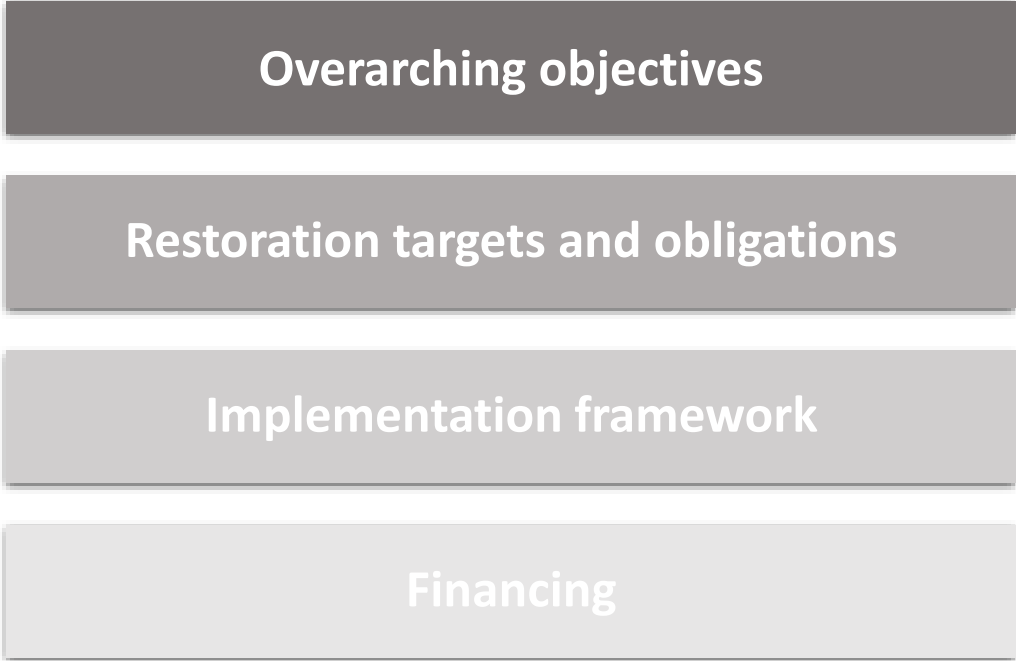 Overarching objectives
Restoration targets and obligations
Implementation framework
Financing